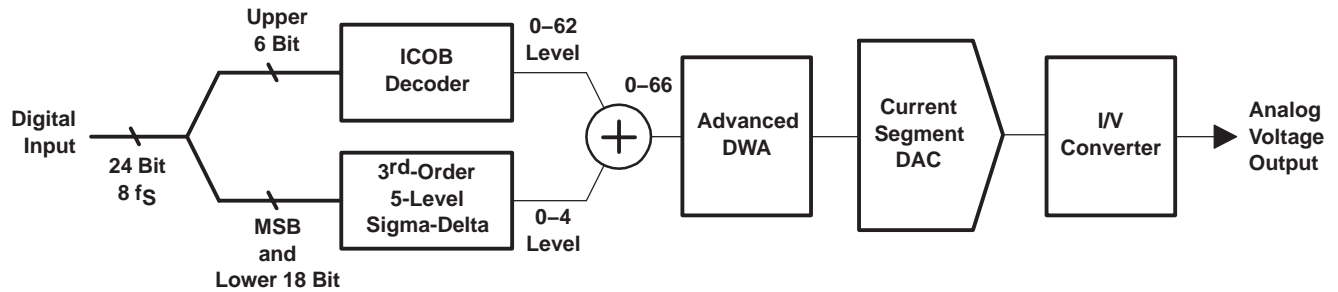 Digital
Input
24 Bit
8 fS
Upper
6 Bit
ICOB
Decoder
0–62
Level
MSB
and
Lower 18 Bit
3rd-Order
5-Level
Sigma-Delta
0–4
Level
0–66
+
Advanced
DWA
Current
Segment
DAC
I/V
Converter
Analog
Voltage
Output